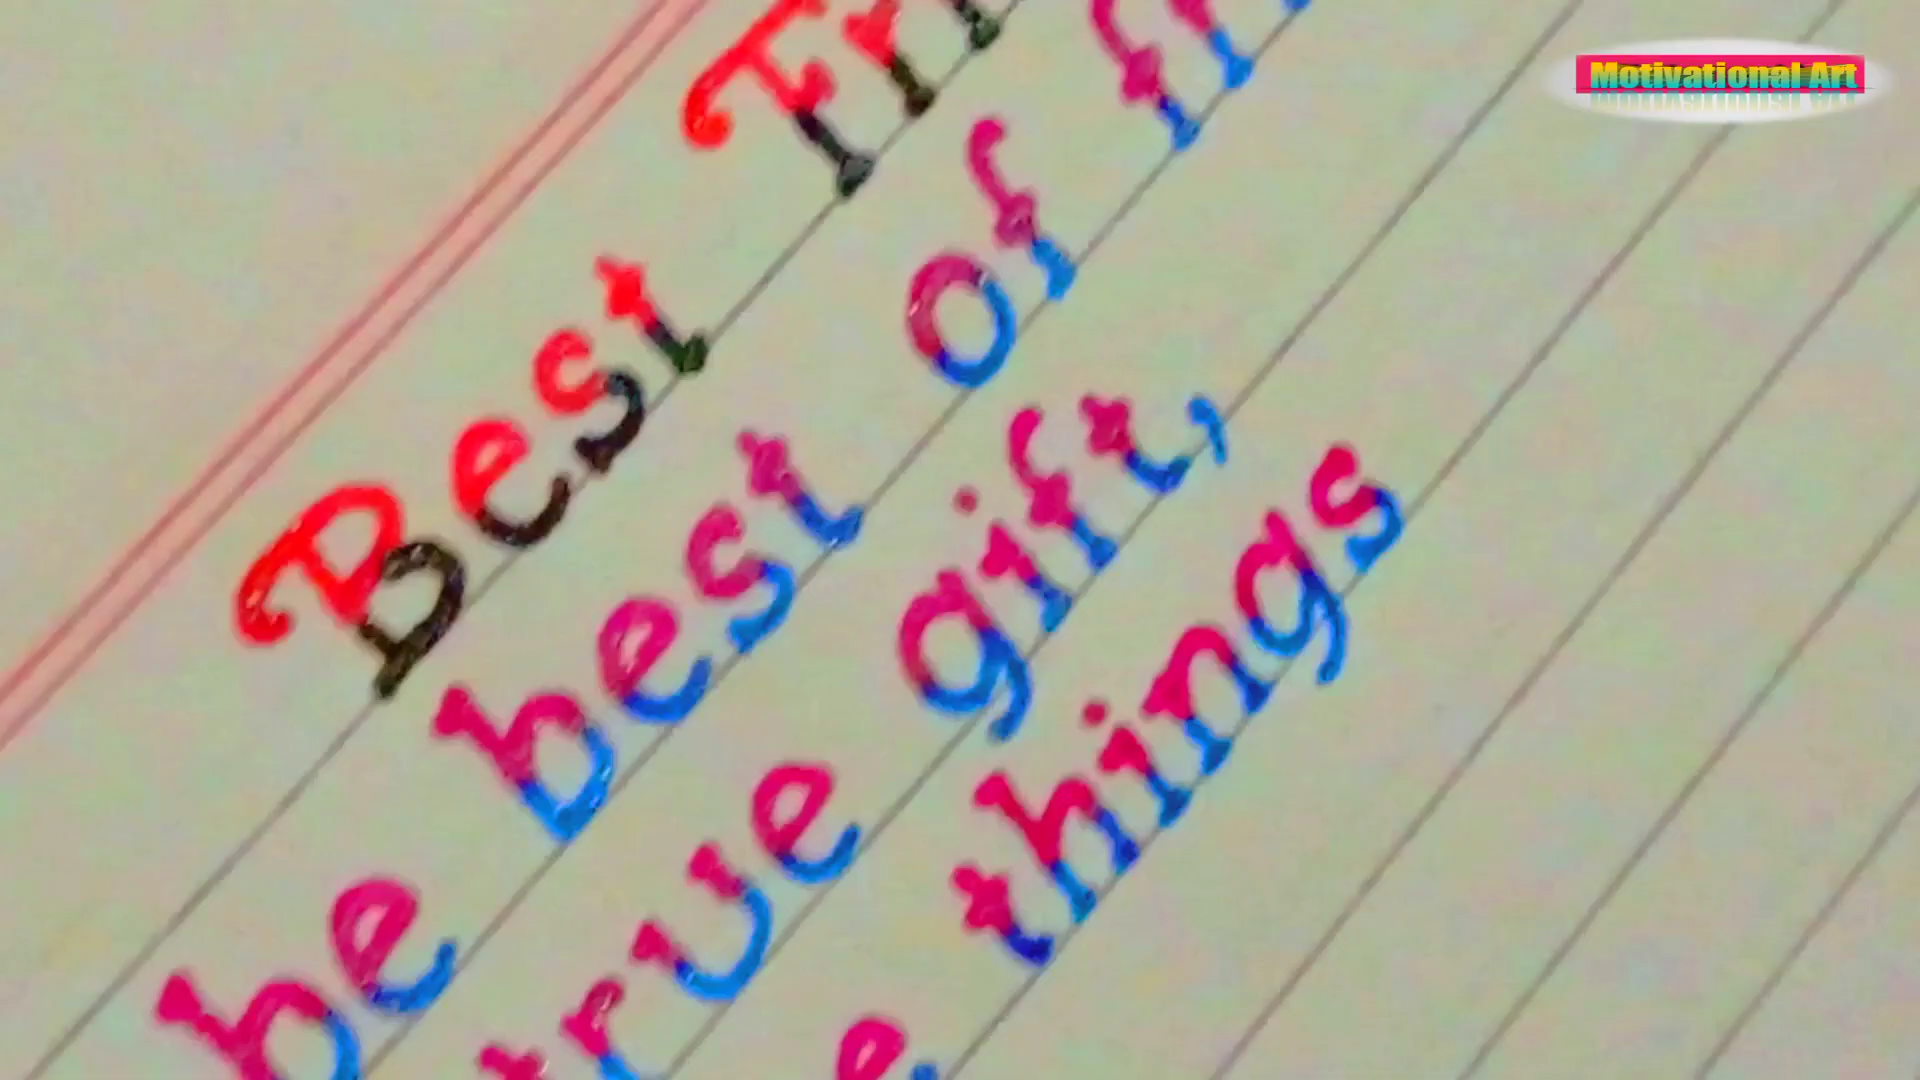 Motivational Art
Best
be best of
true gift,
things